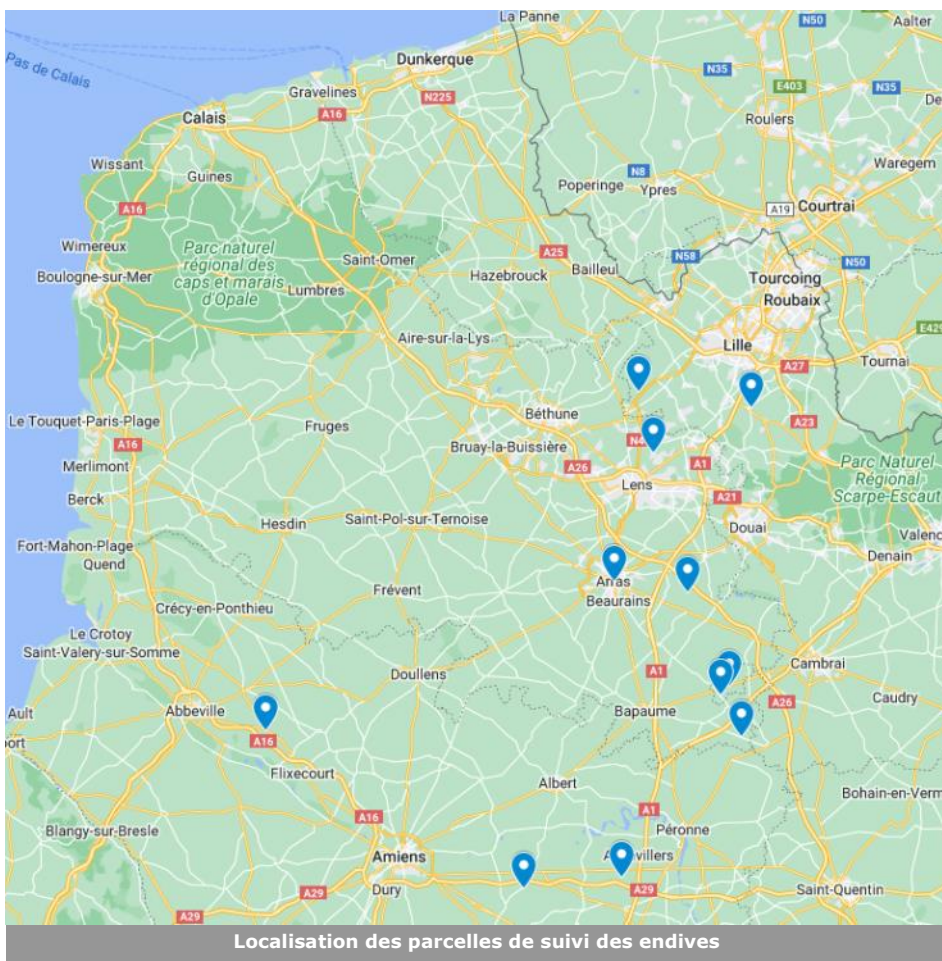 La Panne
N50
Aalter
Pas de Calais
Dunkerque
N35
E403
N35
De
Gravelines
N225
Calais
A16
Roulers
Wissant
Guines
N8
Waregem
Poperinge
Ypres
A16
A19
Courtrai
Wimereux
Parc naturel
régional des
caps et marais
d'Opale
Saint-Omer
A25
N58
N50
Boulogne-sur-Mer
Lumbres
Hazebrouck
Bailleul
Tourcoing
Roubaix
E429
Aire-sur-la-Lys
Lille
Tournai
A27
Le Touquet-Paris-Plage
Béthune
A23
A16
Fruges
Bruay-la-Buissière
N4
Merlimont
A26
A1
Parc Naturel
Régional
Scarpe-Escaut
Berck
Lens
A21
Hesdin
Saint-Pol-sur-Ternoise
Douai
Fort-Mahon-Plage
Valenc
Quend
Denain
Arras
Frévent
Beaurains
Crécy-en-Ponthieu
Le Crotoy
Saint-Valery-sur-Somme
Doullens
A1
Cambrai
Ault
Abbeville
Bapaume
A26
Caudry
port
A16
Flixecourt
Albert
Bohain-en-Verm
A16
A1
Blangy-sur-Bresle
Péronne
Amiens
villers
Dury
A29
A29
Saint-Quentin
A29
A29
Localisation des parcelles de suivi des endives